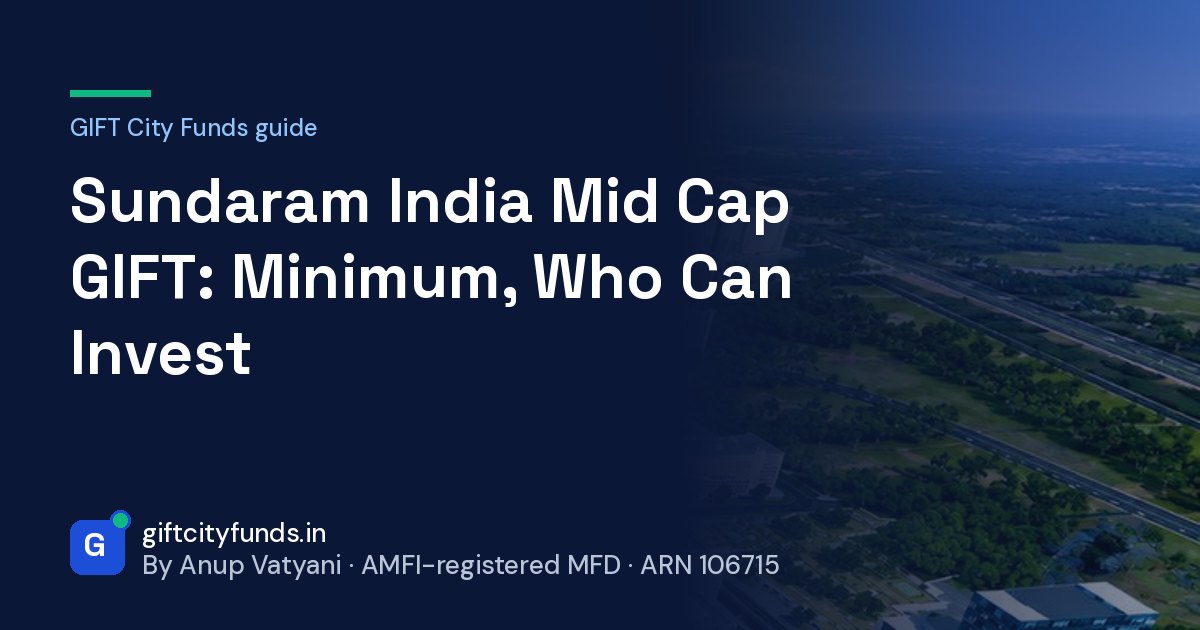 GIFT City Funds guide
Sundaram India Mid Cap
GIFT: Minimum, Who Can
Invest
G
giftcityfunds.in
By Anup Vatyani · AMFI-registered MFD · ARN 106715